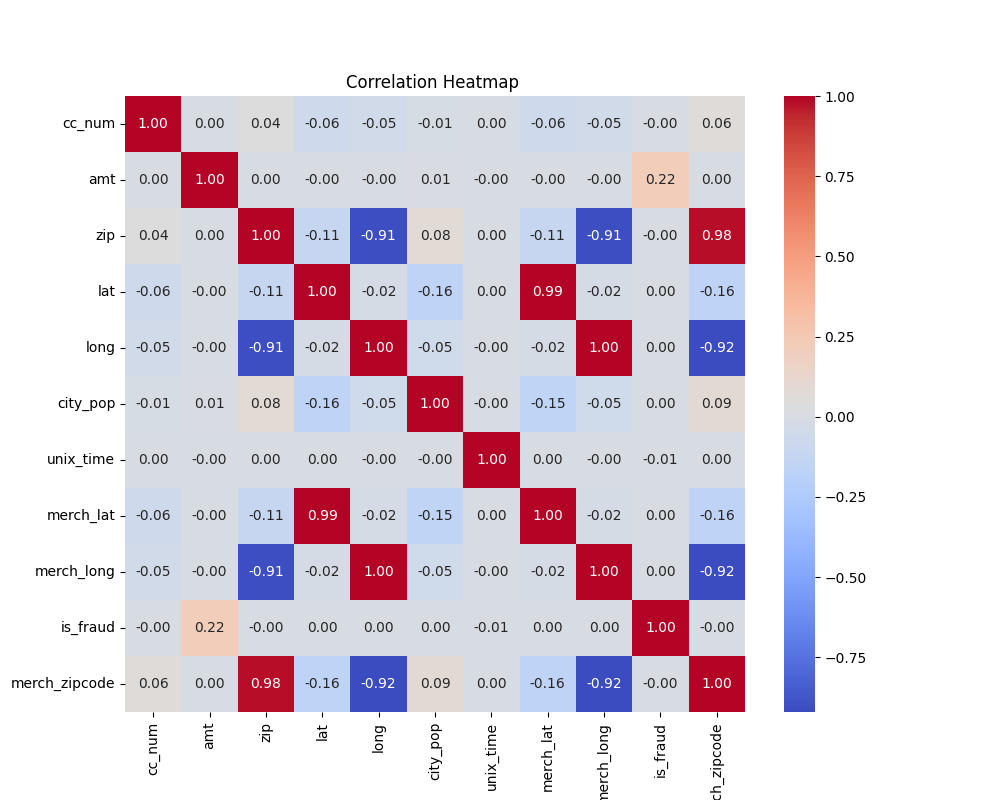 Correlation Heatmap
cc_num 1.00 0.00 0.04 -0.06 -0.05 -0.01 0.00 -0.06 -0.05 -0.00 0.06
amt 0.00 1.00 0.00 -0.00 -0.00 0.01 -0.00 -0.00 -0.00 0.22 0.00
zip 0.04 0.00 1.00 -0.11 -0.91 0.08 0.00 -0.11 -0.91 -0.00 0.98
lat -0.06 -0.00 -0.11 1.00 -0.02 -0.16 0.00 0.99 -0.02 0.00 -0.16
long -0.05 -0.00 -0.91 -0.02 1.00 -0.05 -0.00 -0.02 1.00 0.00 -0.92
city_pop -0.01 0.01 0.08 -0.16 -0.05 1.00 -0.00 -0.15 -0.05 0.00 0.09
unix_time 0.00 -0.00 0.00 0.00 -0.00 -0.00 1.00 0.00 -0.00 -0.01 0.00
merch_lat -0.06 -0.00 -0.11 0.99 -0.02 -0.15 0.00 1.00 -0.02 0.00 -0.16
merch_long -0.05 -0.00 -0.91 -0.02 1.00 -0.05 -0.00 -0.02 1.00 0.00 -0.92
is_fraud -0.00 0.22 -0.00 0.00 0.00 0.00 -0.01 0.00 0.00 1.00 -0.00
merch_zipcode 0.06 0.00 0.98 -0.16 -0.92 0.09 0.00 -0.16 -0.92 -0.00 1.00
cc_num amt zip lat long city_pop unix_time merch_lat merch_long is_fraud ch_zipcode
1.00
0.75
0.50
0.25
0.00
−0.25
−0.50
−0.75